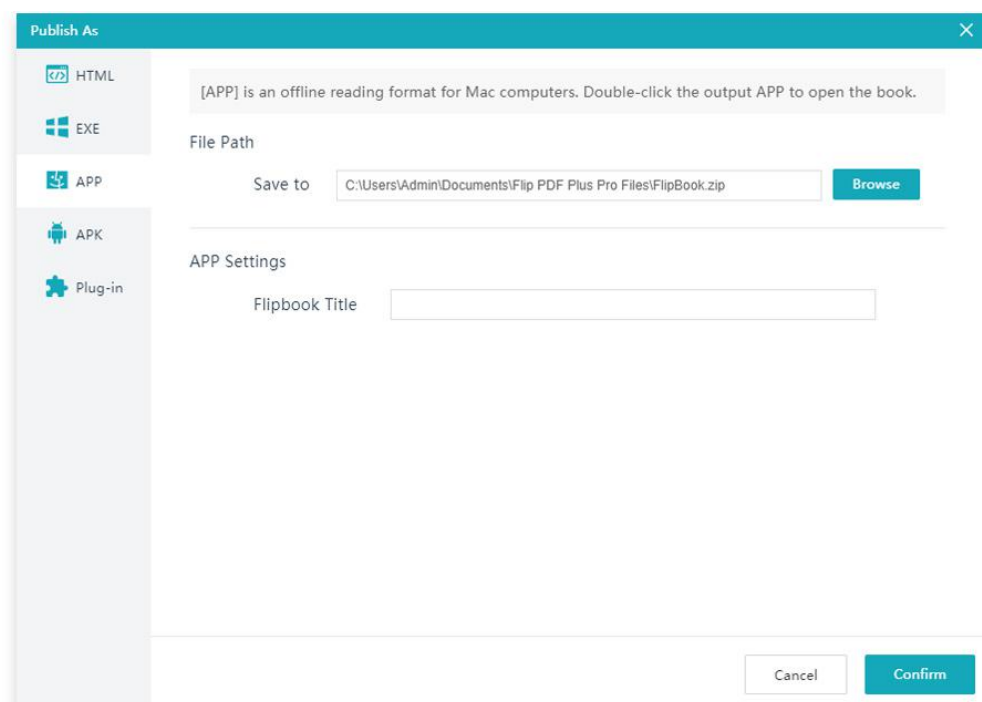 Publish As
HTML
EXE
APP
APK
Plug-in
[APP] is an offline reading format for Mac computers. Double-click the output APP to open the book.
File Path
Save to
C:\Users\Admin\Documents\Flip PDF Plus Pro Files\FlipBook.zip
Browse
APP Settings
Flipbook Title
Cancel
Confirm